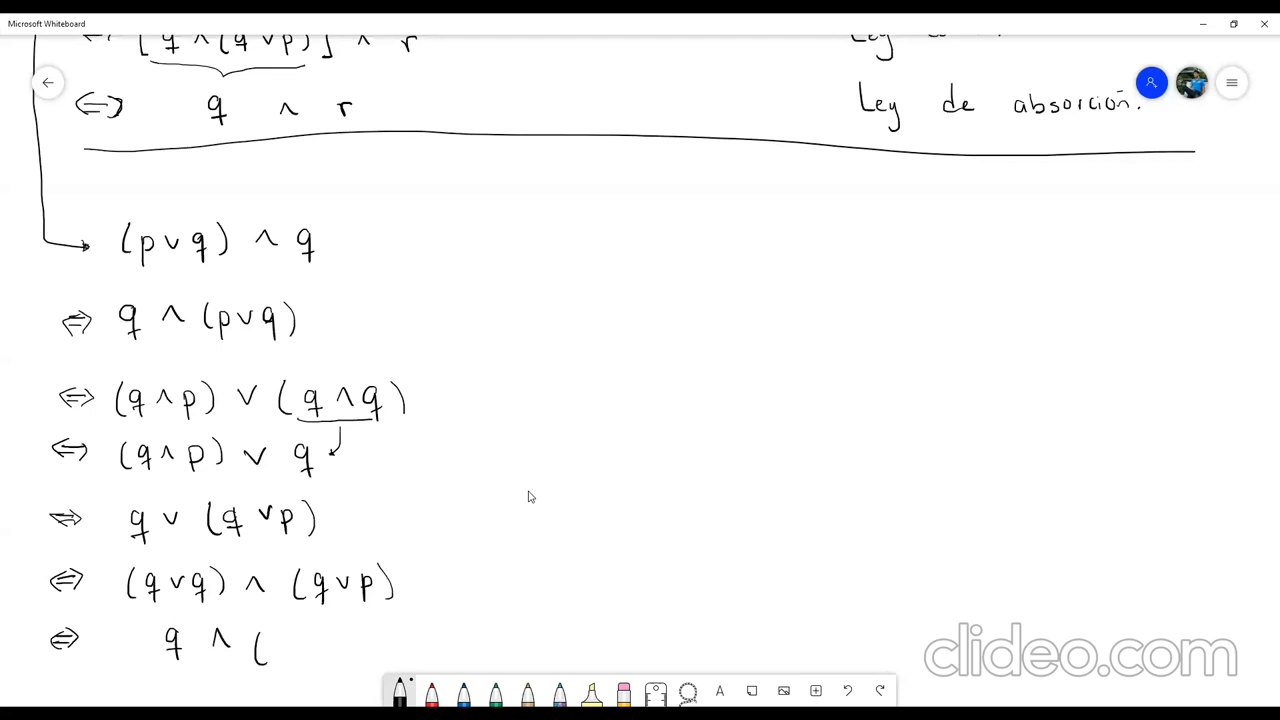 Microsoft Whiteboard
[q ∧ (q ∨ p)] ∧ r
⇔ q ∧ r Ley de absorción.
(p ∨ q) ∧ q
⇔ q ∧ (p ∨ q)
⇔ (q ∧ p) ∨ (q ∧ q)
⇔ (q ∧ p) ∨ q
⇔ q ∨ (q ∨ p)
⇔ (q ∨ q) ∧ (q ∨ p)
⇔ q ∧ (
clideo.com